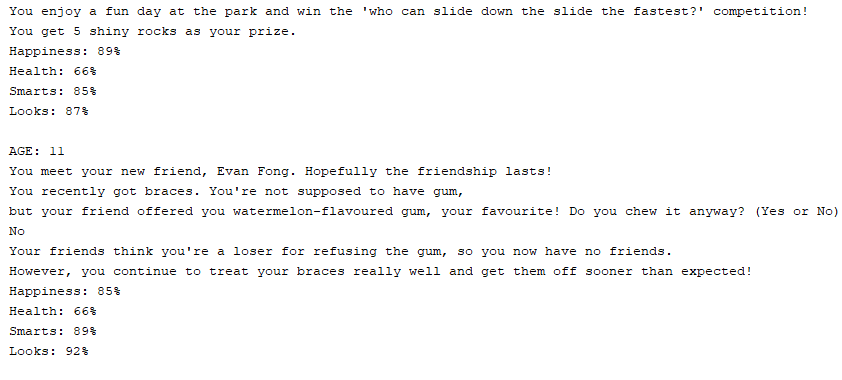 You enjoy a fun day at the park and win the 'who can slide down the slide the fastest?' competition!
You get 5 shiny rocks as your prize.
Happiness: 89%
Health: 66%
Smarts: 85%
Looks: 87%
AGE: 11
You meet your new friend, Evan Fong. Hopefully the friendship lasts!
You recently got braces. You're not supposed to have gum,
but your friend offered you watermelon-flavoured gum, your favourite! Do you chew it anyway? (Yes or No)
No
Your friends think you're a loser for refusing the gum, so you now have no friends.
However, you continue to treat your braces really well and get them off sooner than expected!
Happiness: 85%
Health: 66%
Smarts: 89%
Looks: 92%